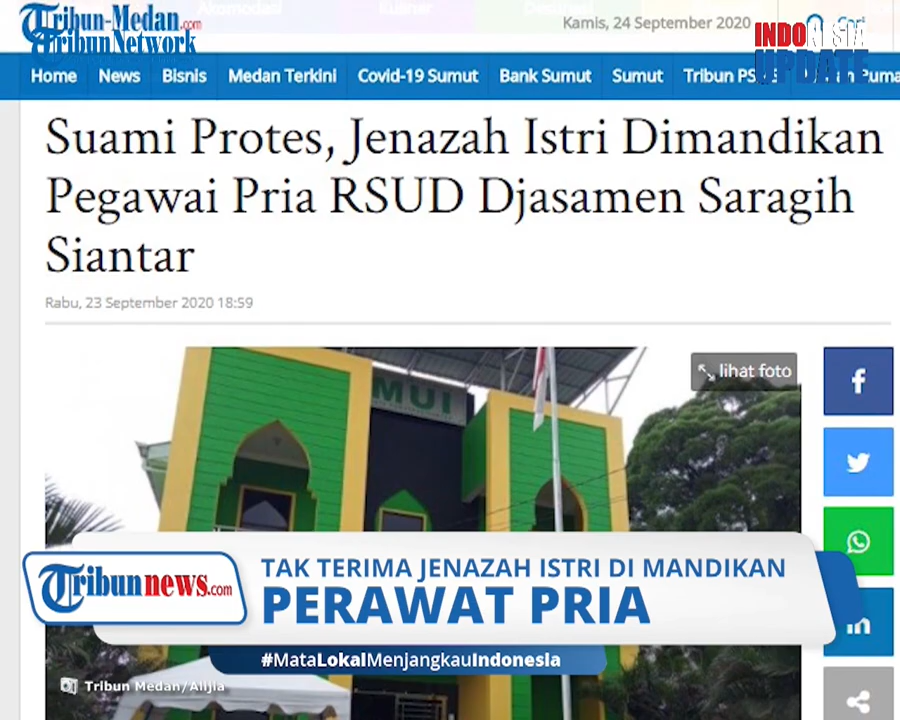 Tribun-Medan.com
TribunNetwork
Kamis, 24 September 2020
Cari
INDONESIA
UPDATE
Home News Bisnis Medan Terkini Covid-19 Sumut Bank Sumut Sumut
Suami Protes, Jenazah Istri Dimandikan
Pegawai Pria RSUD Djasamen Saragih
Siantar
Rabu, 23 September 2020 18:59
lihat foto
MUI
TAK TERIMA JENAZAH ISTRI DI MANDIKAN
Tribunnews.com
PERAWAT PRIA
#MataLokalMenjangkauIndonesia
Tribun Medan/Alija